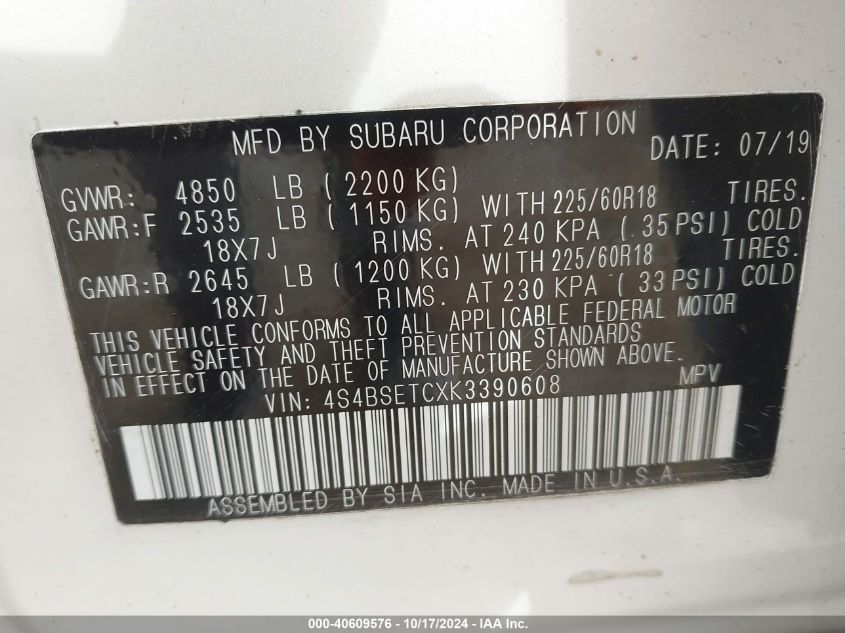 MFD BY SUBARU CORPORATION DATE: 07/19
GVWR: 4850 LB ( 2200 KG)
GAWR:F 2535 LB ( 1150 KG) WITH 225/60R18 TIRES.
18X7J RIMS. AT 240 KPA ( 35 PSI) COLD
GAWR:R 2645 LB ( 1200 KG) WITH 225/60R18 TIRES.
18X7J RIMS. AT 230 KPA ( 33 PSI) COLD
THIS VEHICLE CONFORMS TO ALL APPLICABLE FEDERAL MOTOR
VEHICLE SAFETY AND THEFT PREVENTION STANDARDS
IN EFFECT ON THE DATE OF MANUFACTURE SHOWN ABOVE.
VIN: 4S4BSETCXK3390608 MPV
ASSEMBLED BY SIA INC. MADE IN U.S.A.
000-40609576 - 10/17/2024 - IAA Inc.